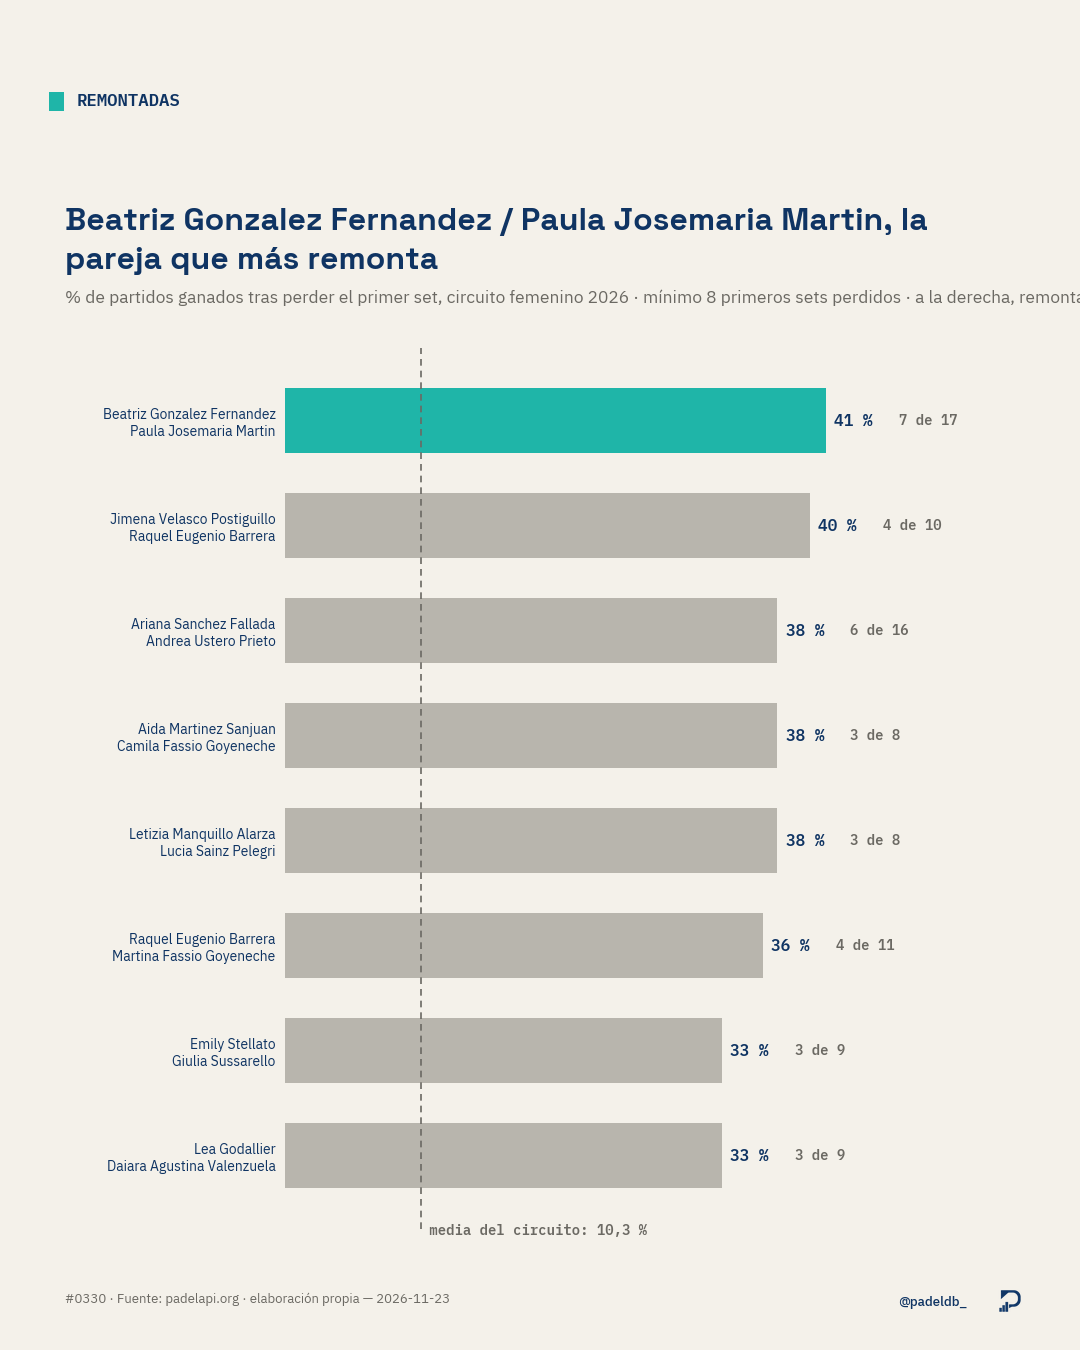 REMONTADAS
Beatriz Gonzalez Fernandez / Paula Josemaria Martin, la
pareja que más remonta
% de partidos ganados tras perder el primer set, circuito femenino 2026 · mínimo 8 primeros sets perdidos · a la derecha, remonta
Beatriz Gonzalez Fernandez
Paula Josemaria Martin
41 % 7 de 17
Jimena Velasco Postiguillo
Raquel Eugenio Barrera
40 % 4 de 10
Ariana Sanchez Fallada
Andrea Ustero Prieto
38 % 6 de 16
Aida Martinez Sanjuan
Camila Fassio Goyeneche
38 % 3 de 8
Letizia Manquillo Alarza
Lucia Sainz Pelegri
38 % 3 de 8
Raquel Eugenio Barrera
Martina Fassio Goyeneche
36 % 4 de 11
Emily Stellato
Giulia Sussarello
33 % 3 de 9
Lea Godallier
Daiara Agustina Valenzuela
33 % 3 de 9
media del circuito: 10,3 %
#0330 · Fuente: padelapi.org · elaboración propia — 2026-11-23
@padeldb_